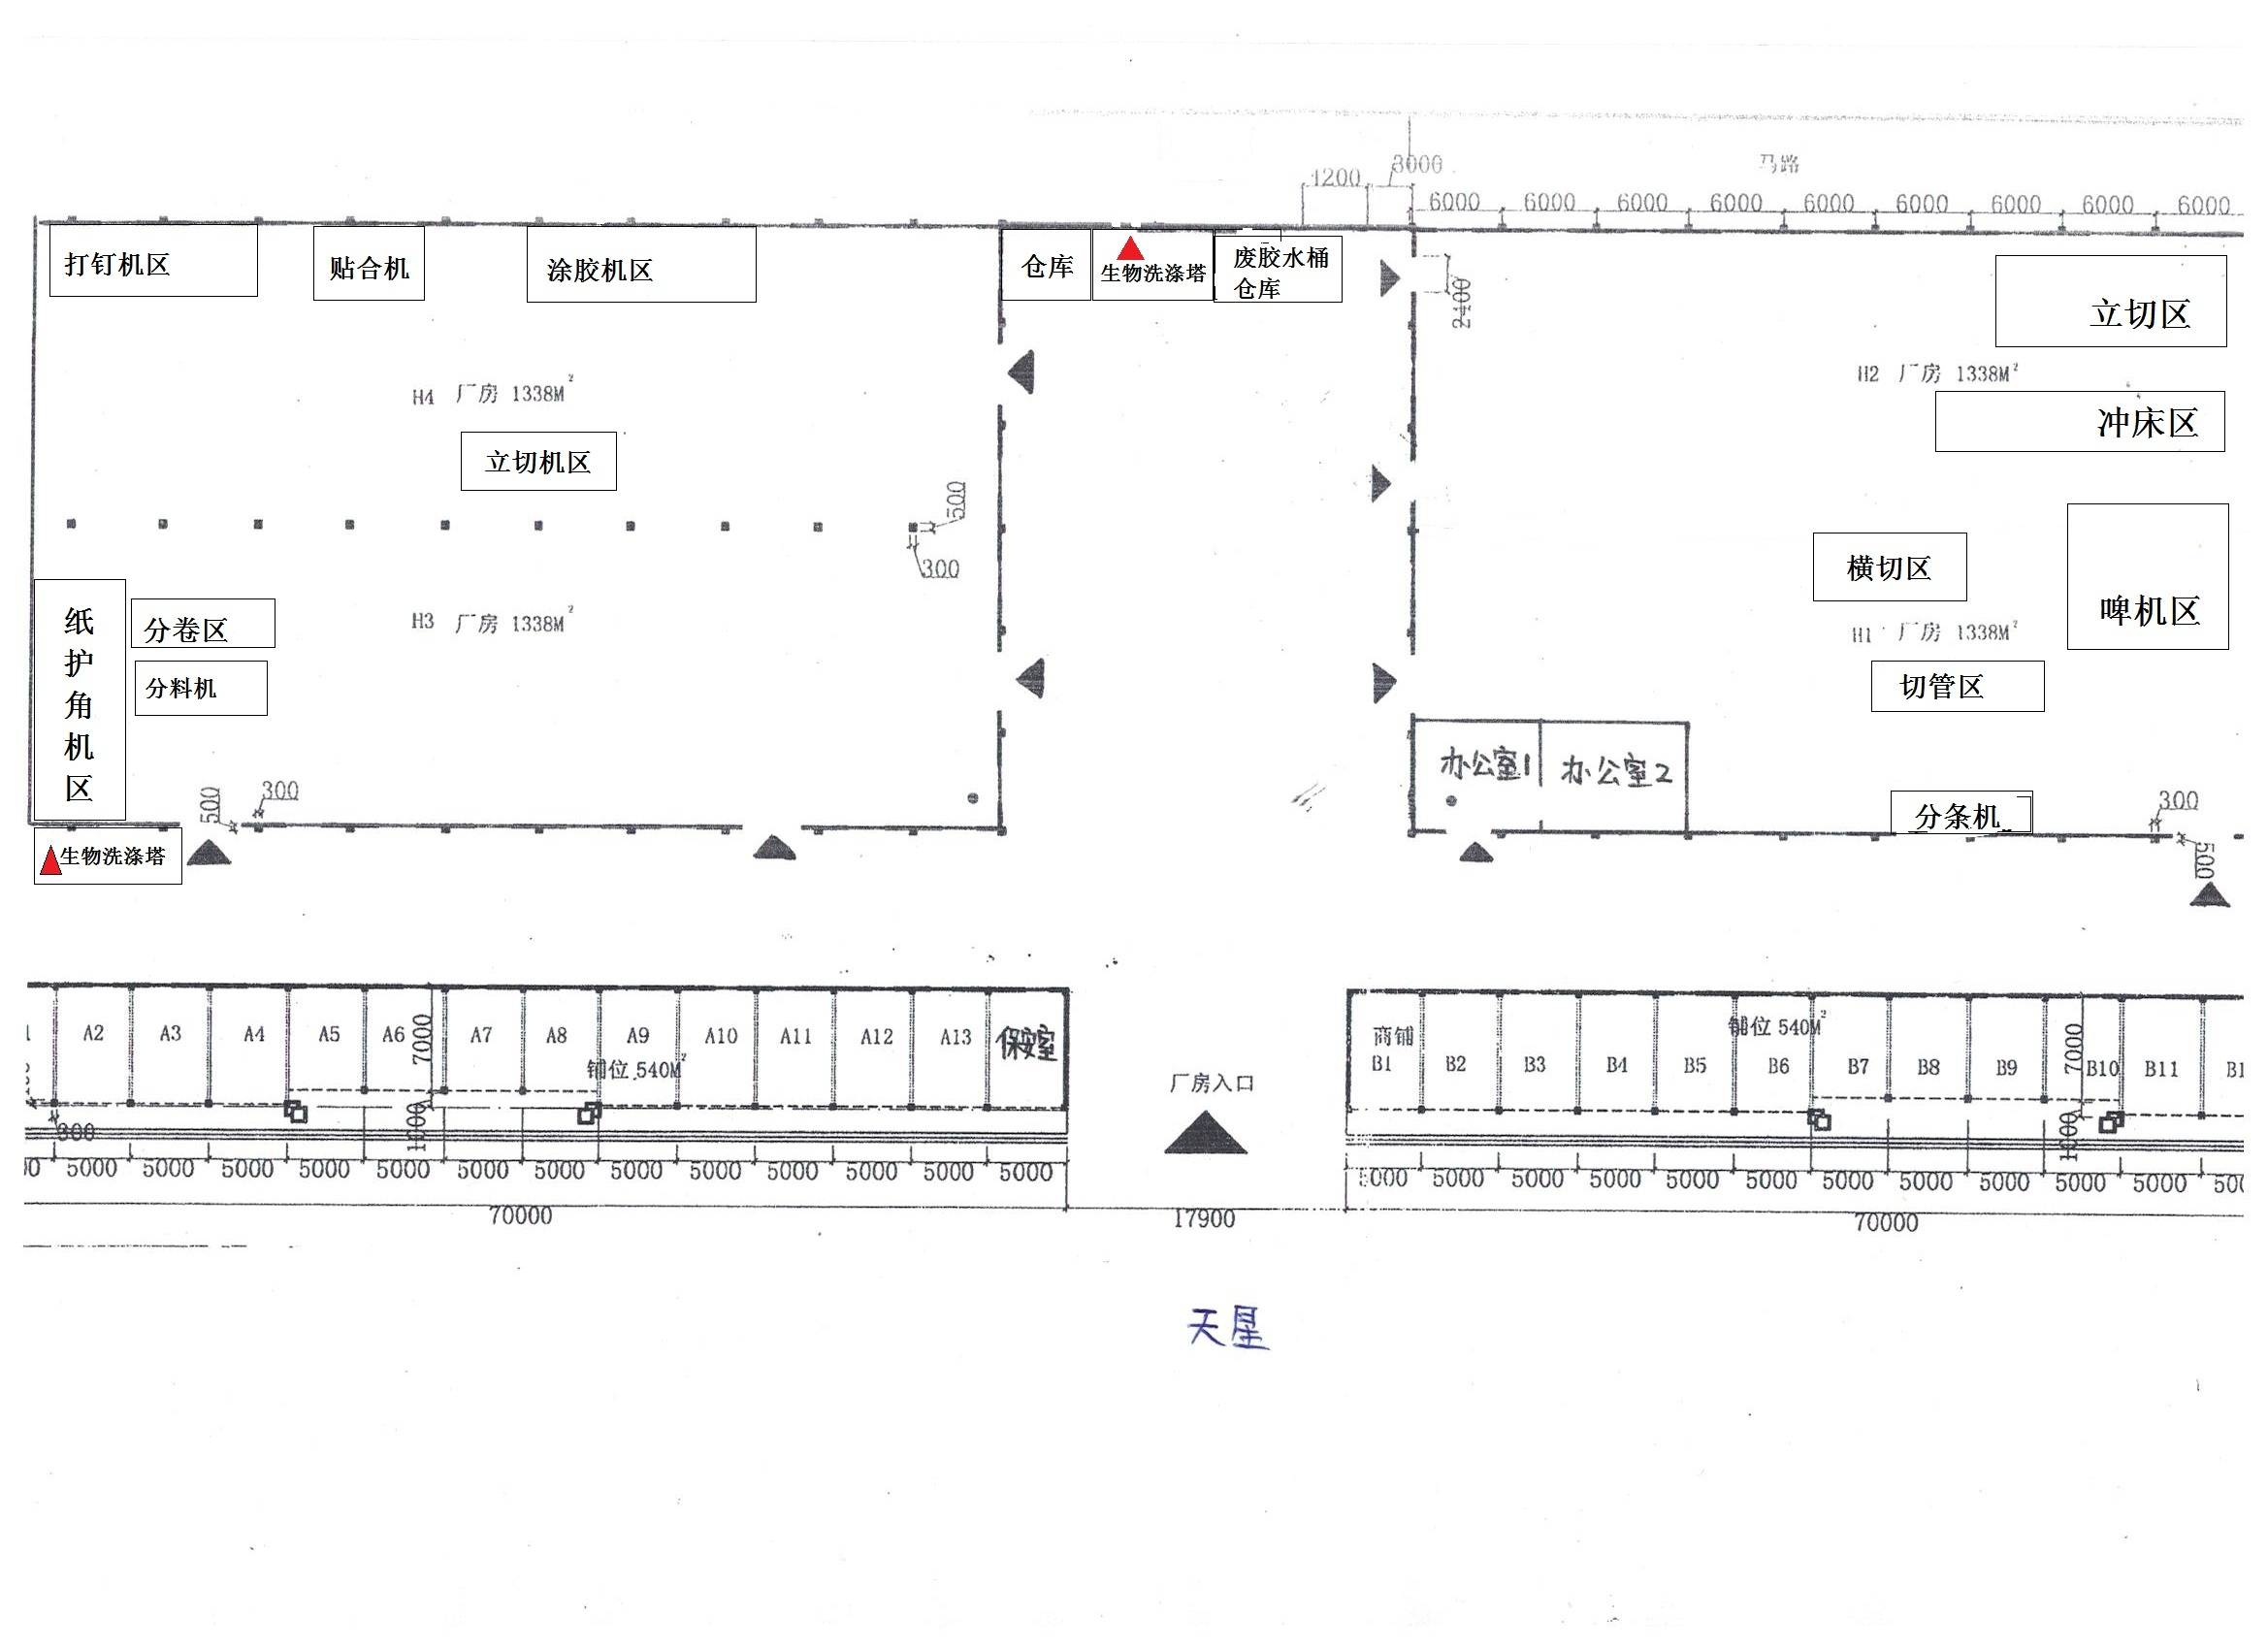 马路
1200
3000
6000 6000 6000 6000 6000 6000 6000 6000 6000
打钉机区
贴合机
涂胶机区
仓库
生物洗涤塔
废胶水桶
仓库
2400
立切区
H4 厂房 1338M²
H2 厂房 1338M²
冲床区
立切机区
500
300
横切区
啤机区
纸护角机区
分卷区
H3 厂房 1338M²
H1 厂房 1338M²
分料机
切管区
办公室1
办公室2
500
300
分条机
300
500
生物洗涤塔
A2 A3 A4 A5 A6 A7 A8 A9 A10 A11 A12 A13 保安室
7000
铺位 540M²
1000
300
商铺
B1 B2 B3 B4 B5 B6 B7 B8 B9 B10 B11
铺位 540M²
7000
1000
厂房入口
5000 5000 5000 5000 5000 5000 5000 5000 5000 5000 5000 5000 5000
5000 5000 5000 5000 5000 5000 5000 5000 5000 5000 5000
70000
17900
70000
天星